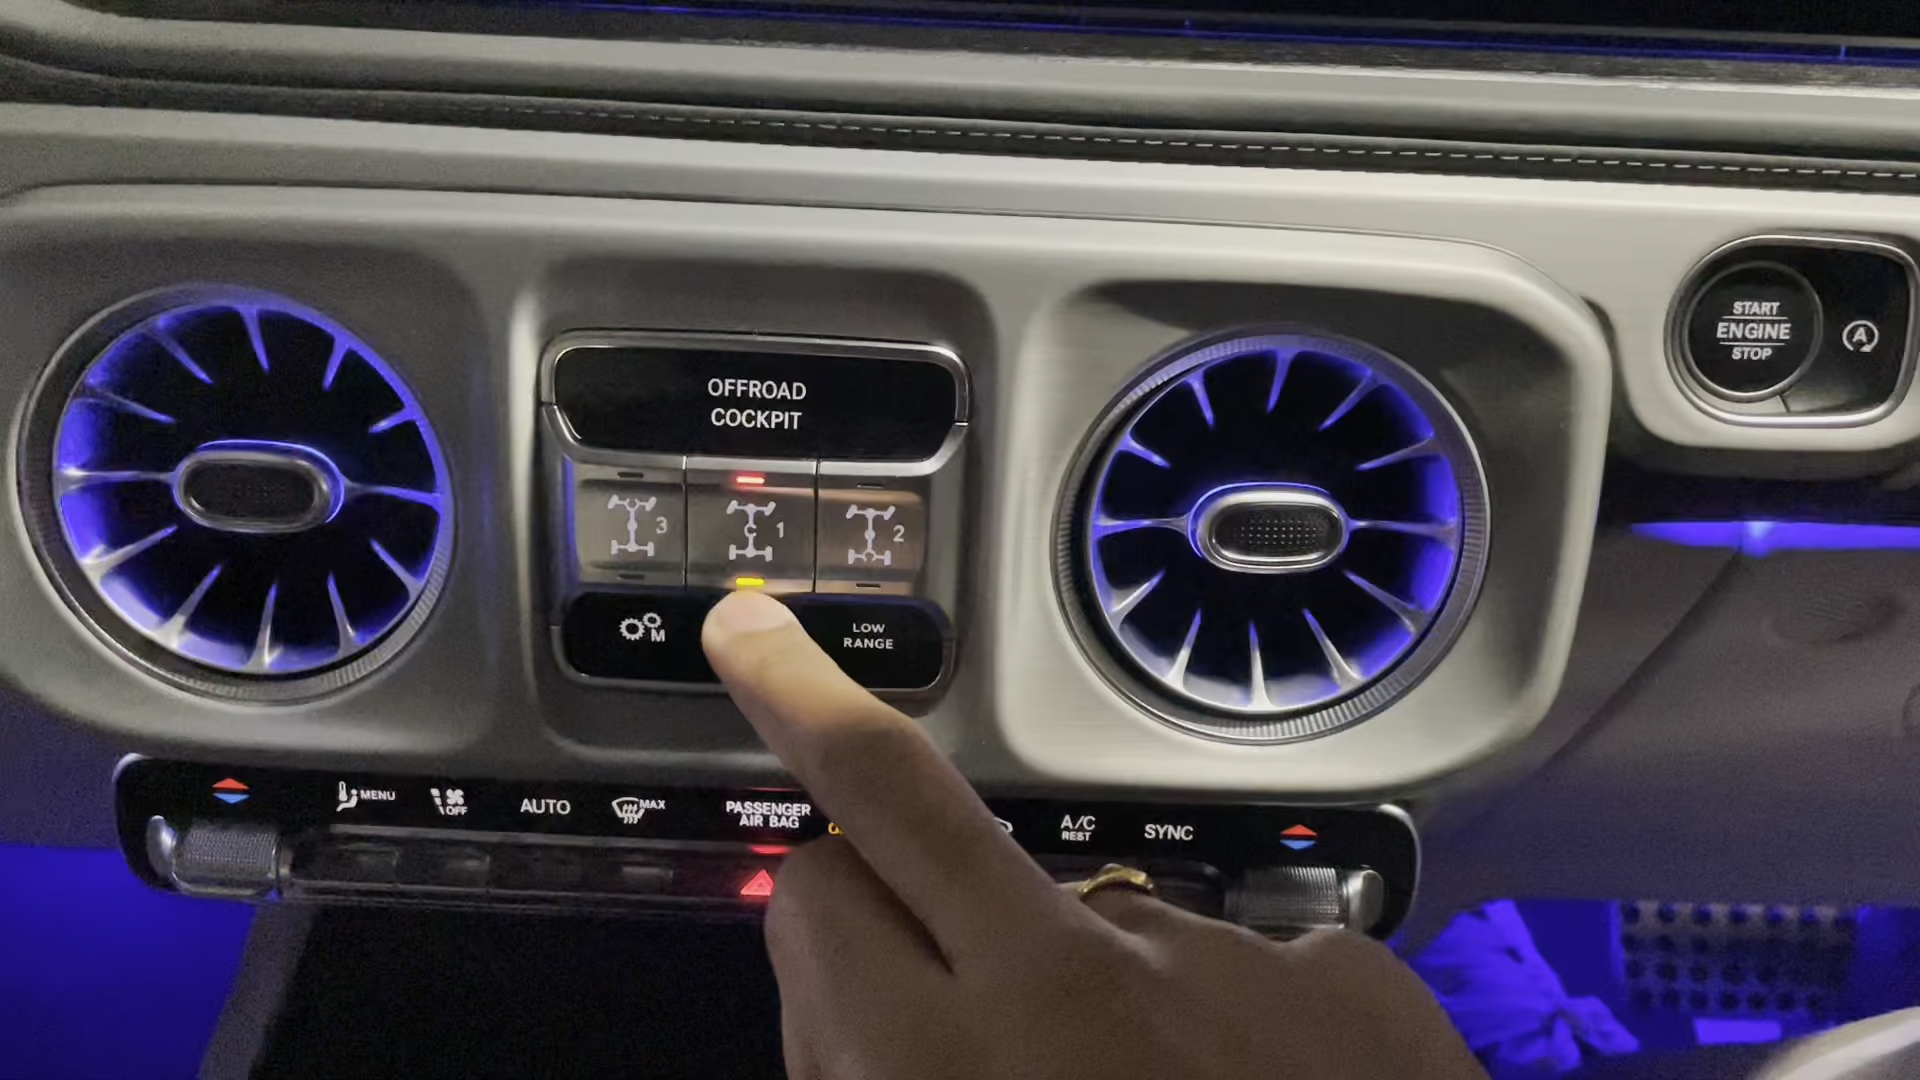 START
ENGINE
STOP
A
OFFROAD
COCKPIT
3
1
2
M
LOW
RANGE
MENU
OFF
AUTO
MAX
PASSENGER
AIR BAG
A/C
REST
SYNC